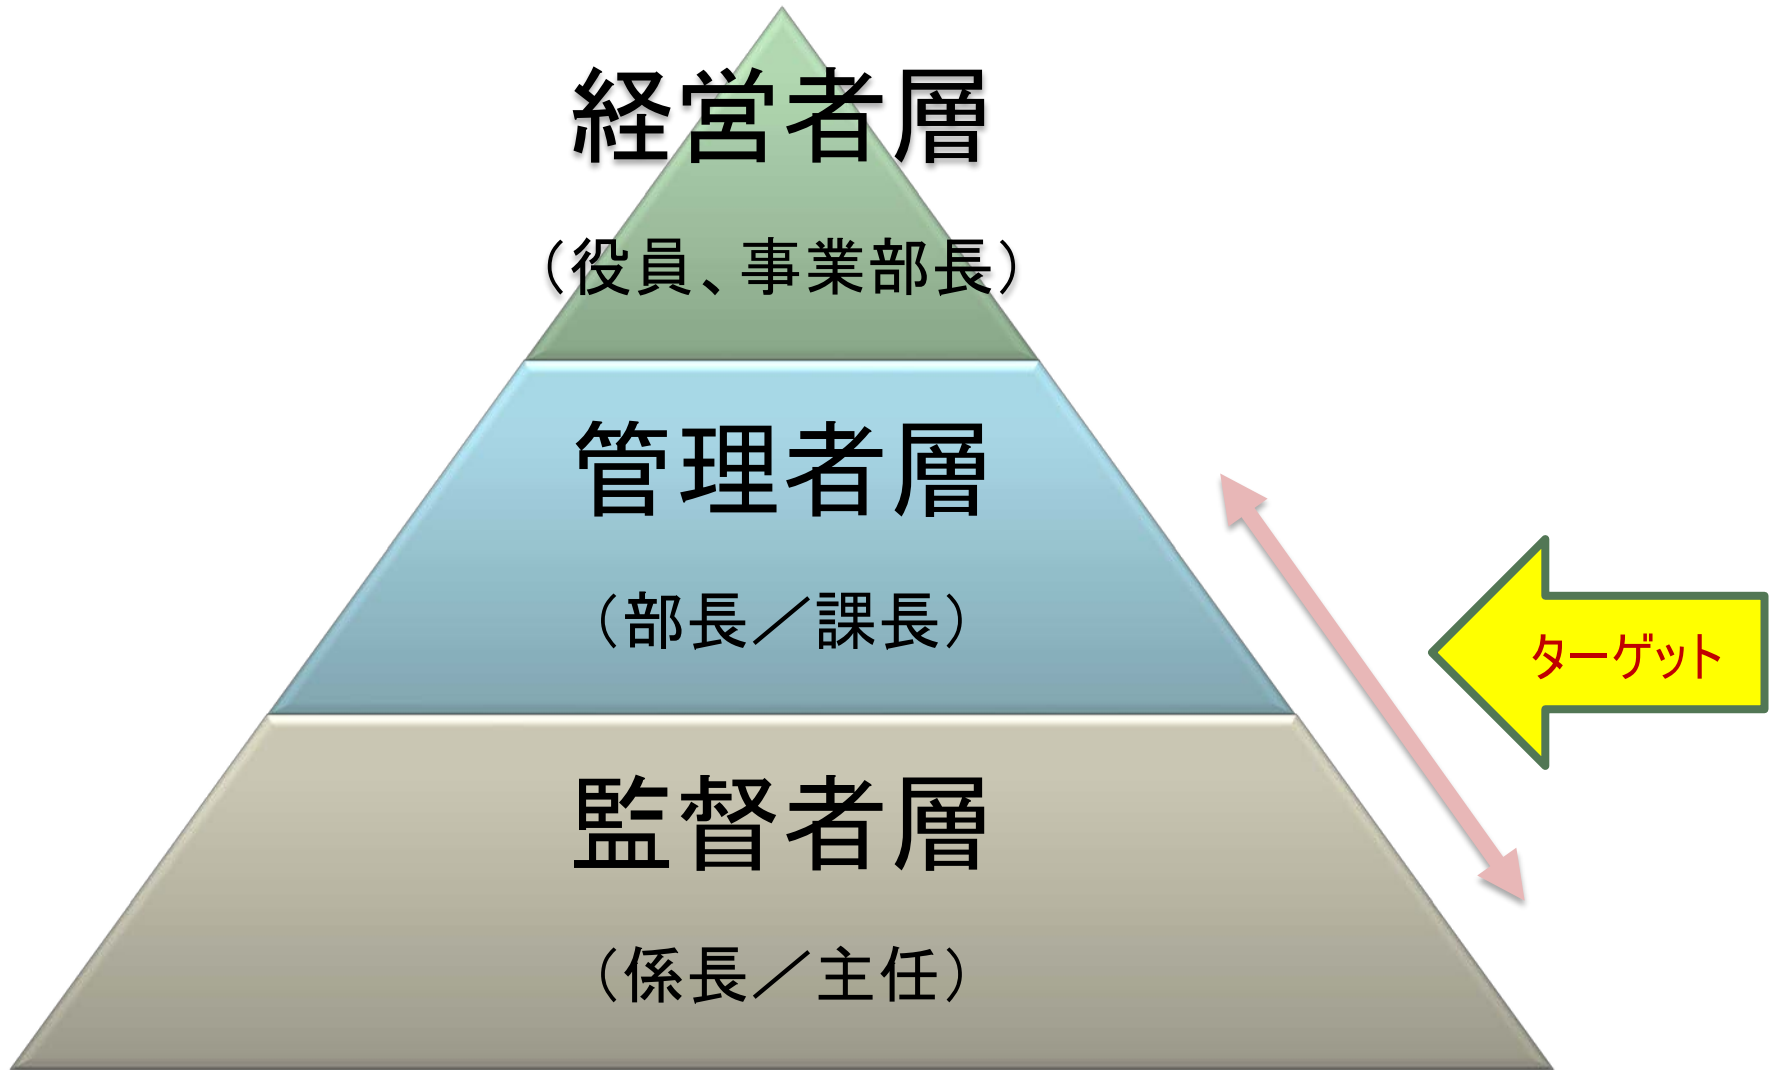 経営者層
（役員、事業部長）
管理者層
（部長／課長）
ターゲット
監督者層
（係長／主任）